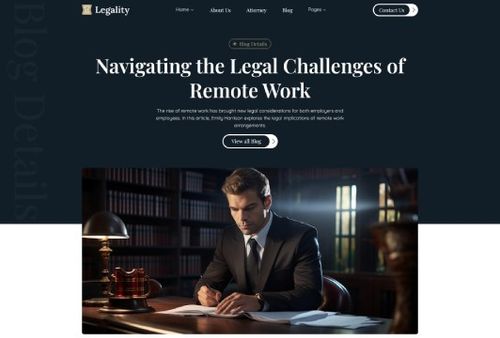 Legality
Home
About Us
Attorney
Blog
Pages
Contact Us
Blog Details
Blog Details
Navigating the Legal Challenges of
Remote Work
The rise of remote work has brought new legal considerations for both employers and
employees. In this article, Emily Harrison explores the legal implications of remote work
arrangements.
View all Blog